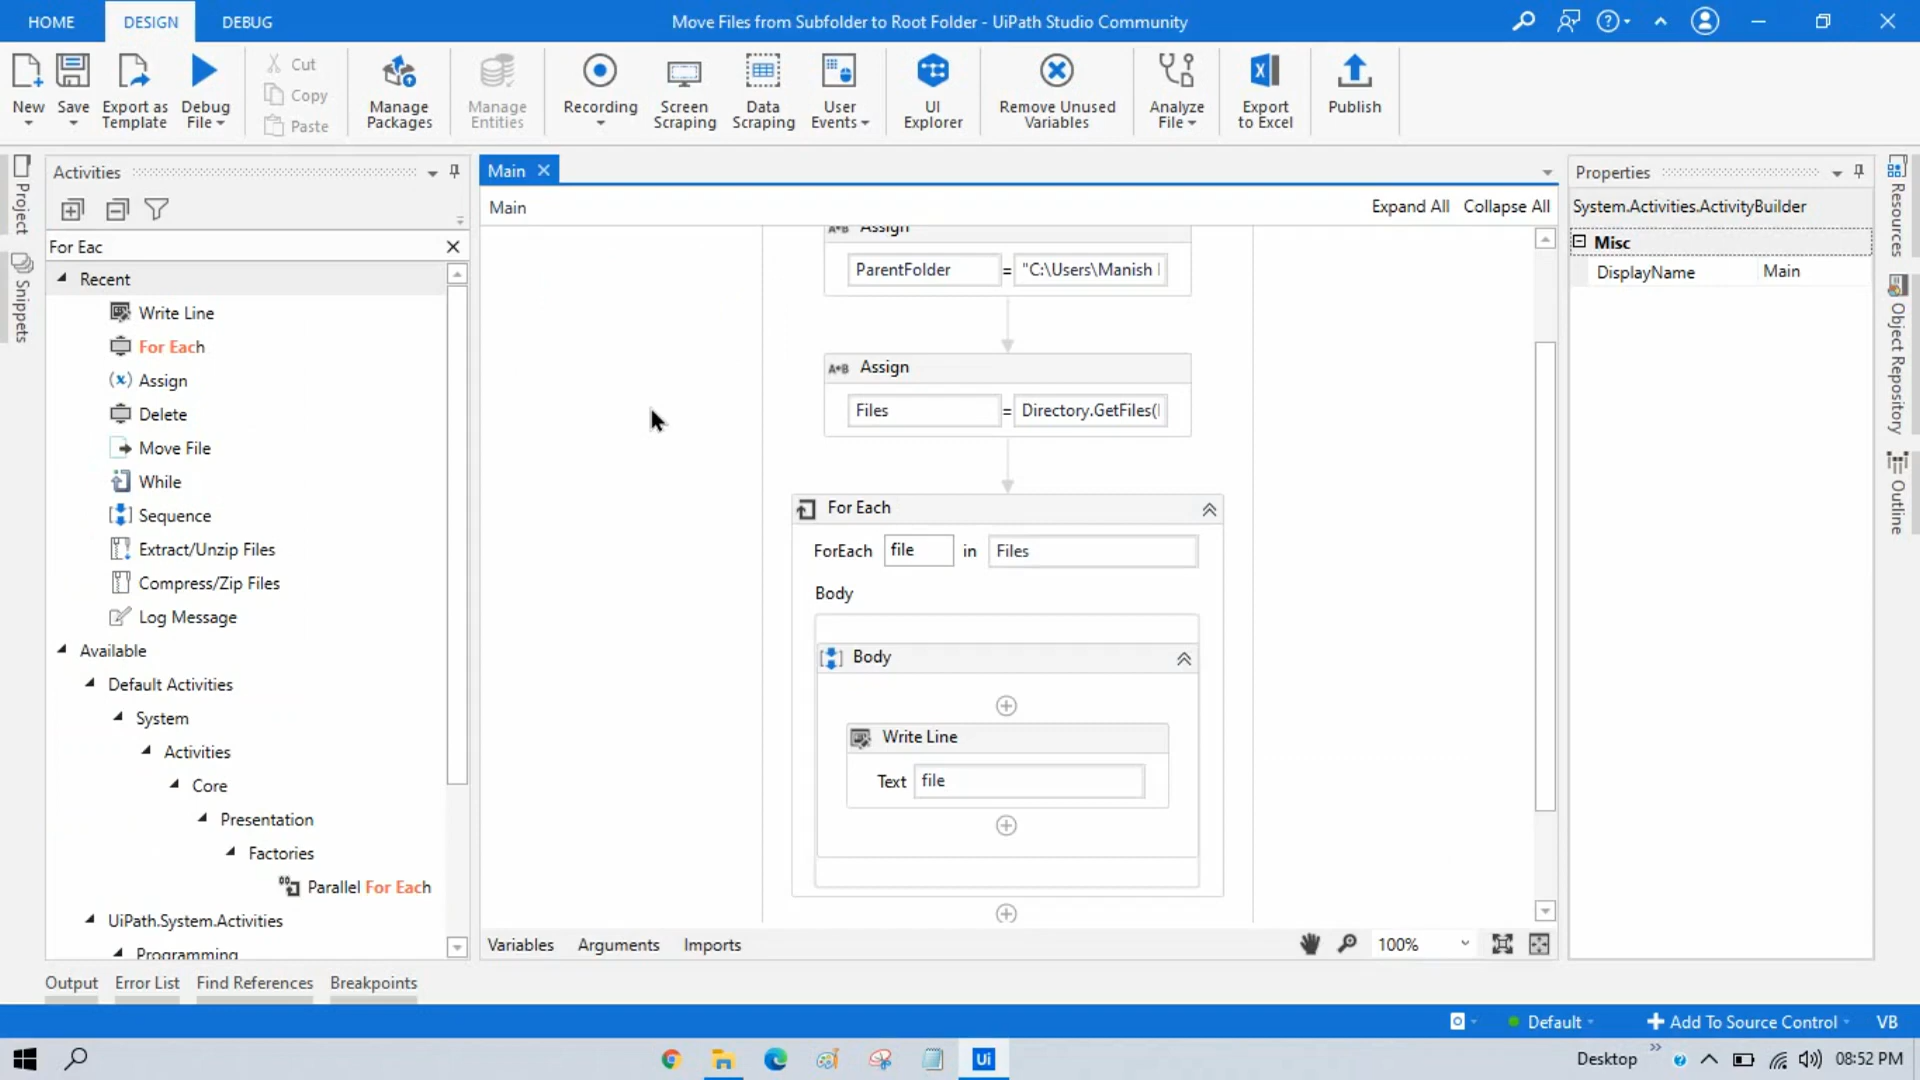 HOME DESIGN DEBUG Move Files from Subfolder to Root Folder - UiPath Studio Community
New
Save
Export as Template
Debug File
Cut
Copy
Paste
Manage Packages
Manage Entities
Recording
Screen Scraping
Data Scraping
User Events
UI Explorer
Remove Unused Variables
Analyze File
Export to Excel
Publish
Project
Snippets
Activities
For Eac
Recent
Write Line
For Each
Assign
Delete
Move File
While
Sequence
Extract/Unzip Files
Compress/Zip Files
Log Message
Available
Default Activities
System
Activities
Core
Presentation
Factories
Parallel For Each
UiPath.System.Activities
Programming
Main
Main Expand All Collapse All
A*B Assign
ParentFolder = "C:\Users\Manish
A*B Assign
Files = Directory.GetFiles(
For Each
ForEach file in Files
Body
Body
Write Line
Text file
Variables Arguments Imports 100%
Properties
System.Activities.ActivityBuilder
Misc
DisplayName Main
Resources
Object Repository
Outline
Output Error List Find References Breakpoints
Default Add To Source Control VB
Ui Desktop 08:52 PM